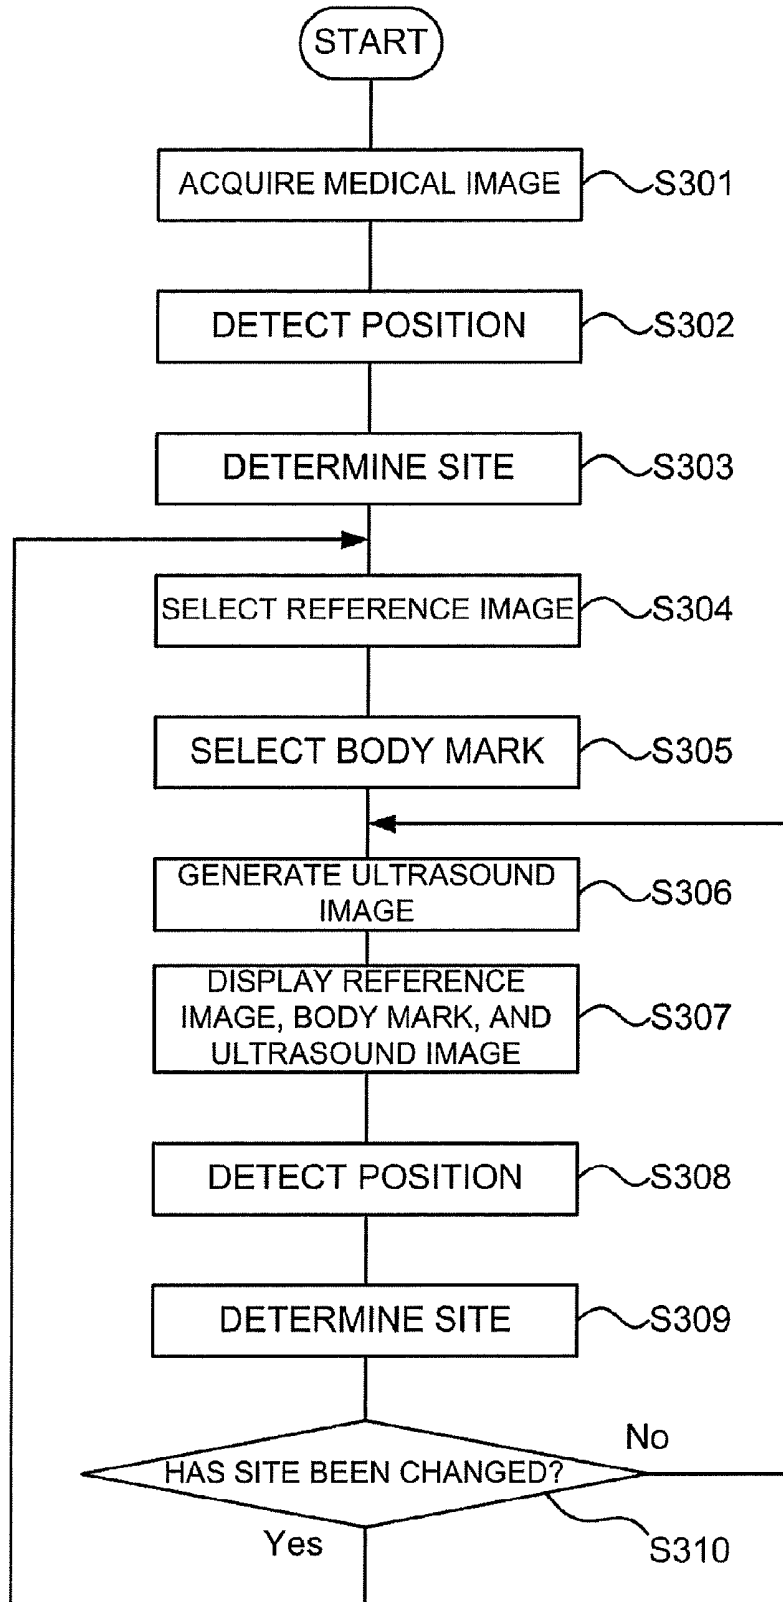 START
ACQUIRE MEDICAL IMAGE
S301
DETECT POSITION
S302
DETERMINE SITE
S303
SELECT REFERENCE IMAGE
S304
SELECT BODY MARK
S305
GENERATE ULTRASOUND
IMAGE
S306
DISPLAY REFERENCE
IMAGE, BODY MARK, AND
ULTRASOUND IMAGE
S307
DETECT POSITION
S308
DETERMINE SITE
S309
No
HAS SITE BEEN CHANGED?
Yes
S310